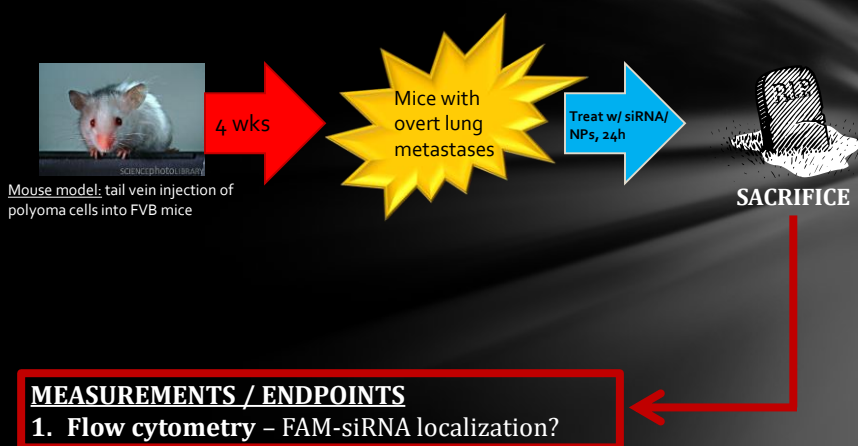 SCIENCEPHOTOLIBRARY
Mouse model: tail vein injection of
polyoma cells into FVB mice
4 wks
Mice with
overt lung
metastases
Treat w/ siRNA/
NPs, 24h
RIP
SACRIFICE
MEASUREMENTS / ENDPOINTS
1. Flow cytometry – FAM-siRNA localization?